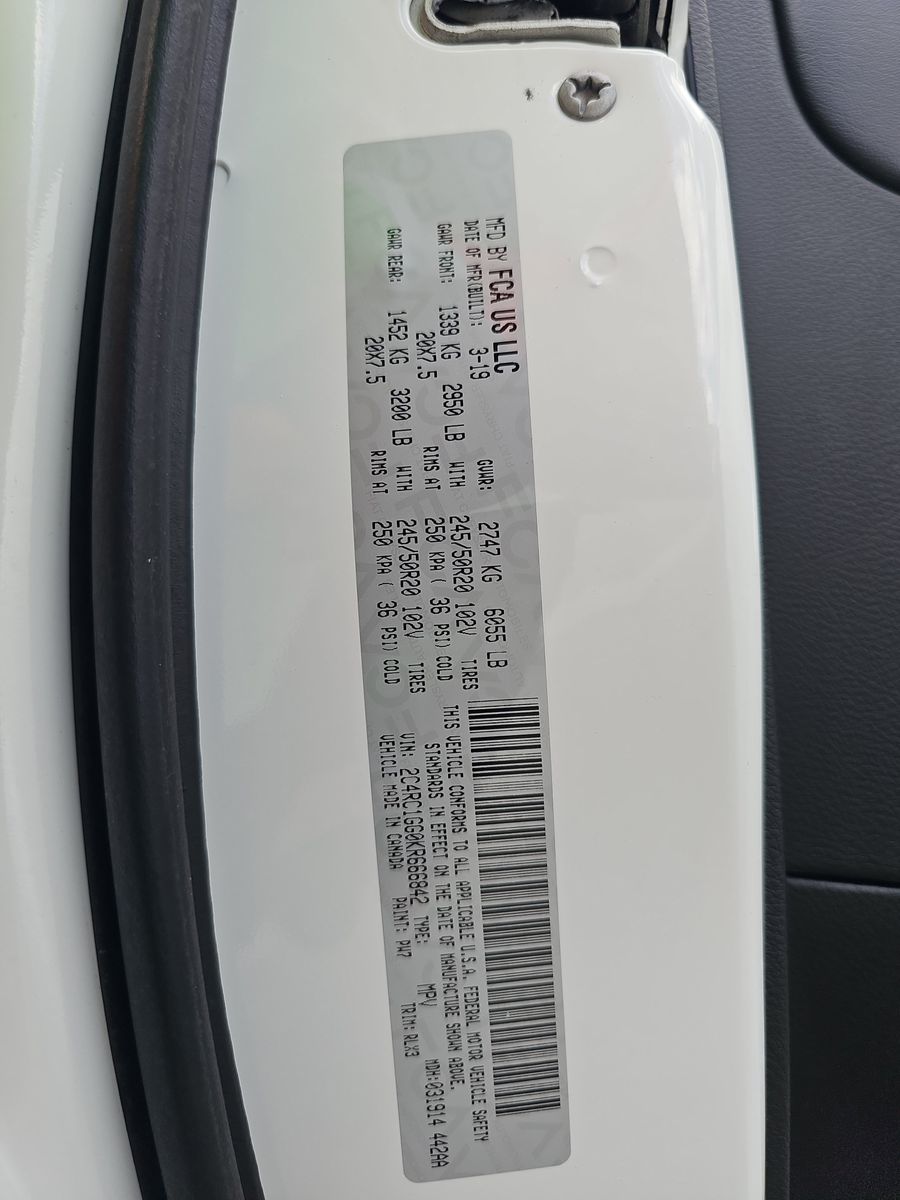 MFD BY FCA US LLC
DATE OF MFR(BUILT): 3-19 GVWR: 2747 KG 6055 LB
GAWR FRONT: 1339 KG 2950 LB WITH 245/50R20 102V TIRES
20X7.5 RIMS AT 250 KPA ( 36 PSI) COLD
GAWR REAR: 1452 KG 3200 LB WITH 245/50R20 102V TIRES
20X7.5 RIMS AT 250 KPA ( 36 PSI) COLD
THIS VEHICLE CONFORMS TO ALL APPLICABLE U.S.A. FEDERAL MOTOR VEHICLE SAFETY
STANDARDS IN EFFECT ON THE DATE OF MANUFACTURE SHOWN ABOVE.
VIN: 2C4RC1GG0KR666842 TYPE: MPV MDH:031914 442AA
VEHICLE MADE IN CANADA PAINT: PW7 TRIM: RLX3